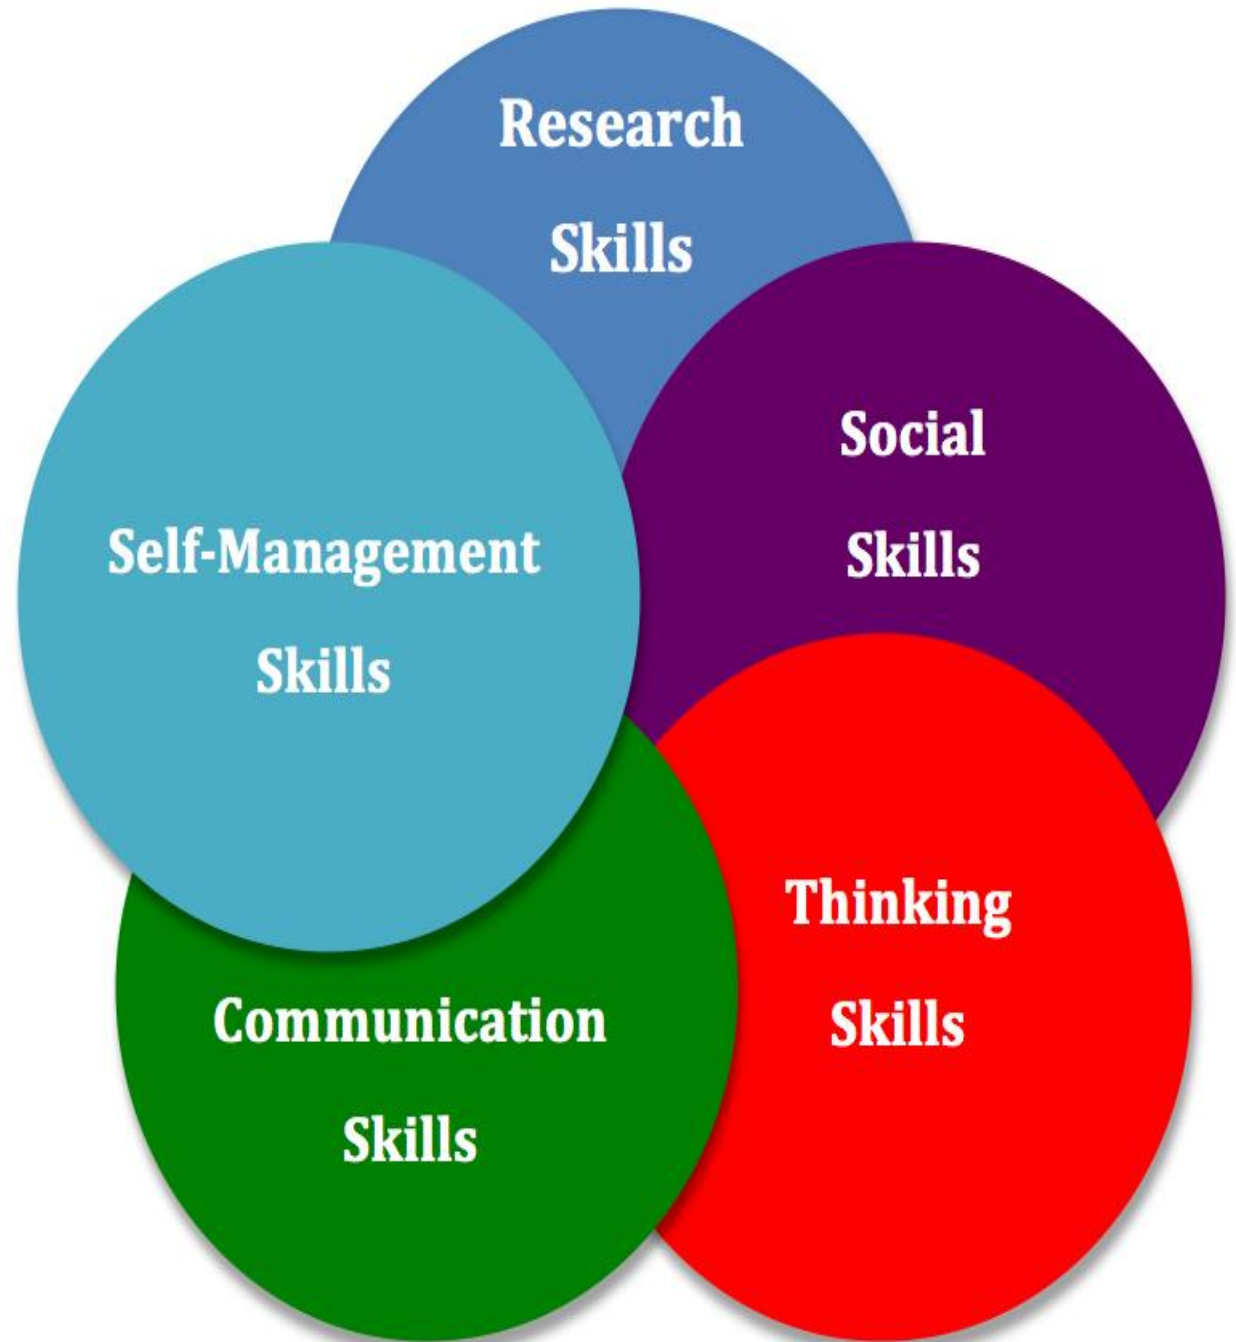 Research
Skills
Social
Skills
Self-Management
Skills
Thinking
Skills
Communication
Skills